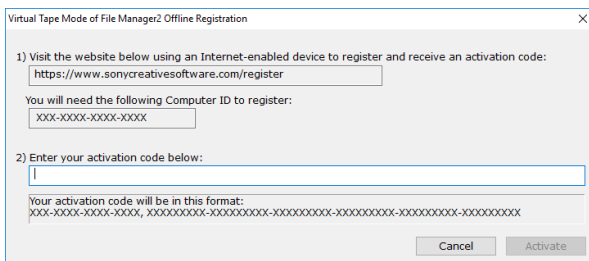 Virtual Tape Mode of File Manager2 Offline Registration
1) Visit the website below using an Internet-enabled device to register and receive an activation code:
https://www.sonycreativesoftware.com/register
You will need the following Computer ID to register:
XXX-XXXX-XXXX-XXXX
2) Enter your activation code below:
Your activation code will be in this format:
XXX-XXXX-XXXX-XXXX, XXXXXXXXX-XXXXXXXXX-XXXXXXXXX-XXXXXXXXX-XXXXXXXXX-XXXXXXXXX
Cancel Activate